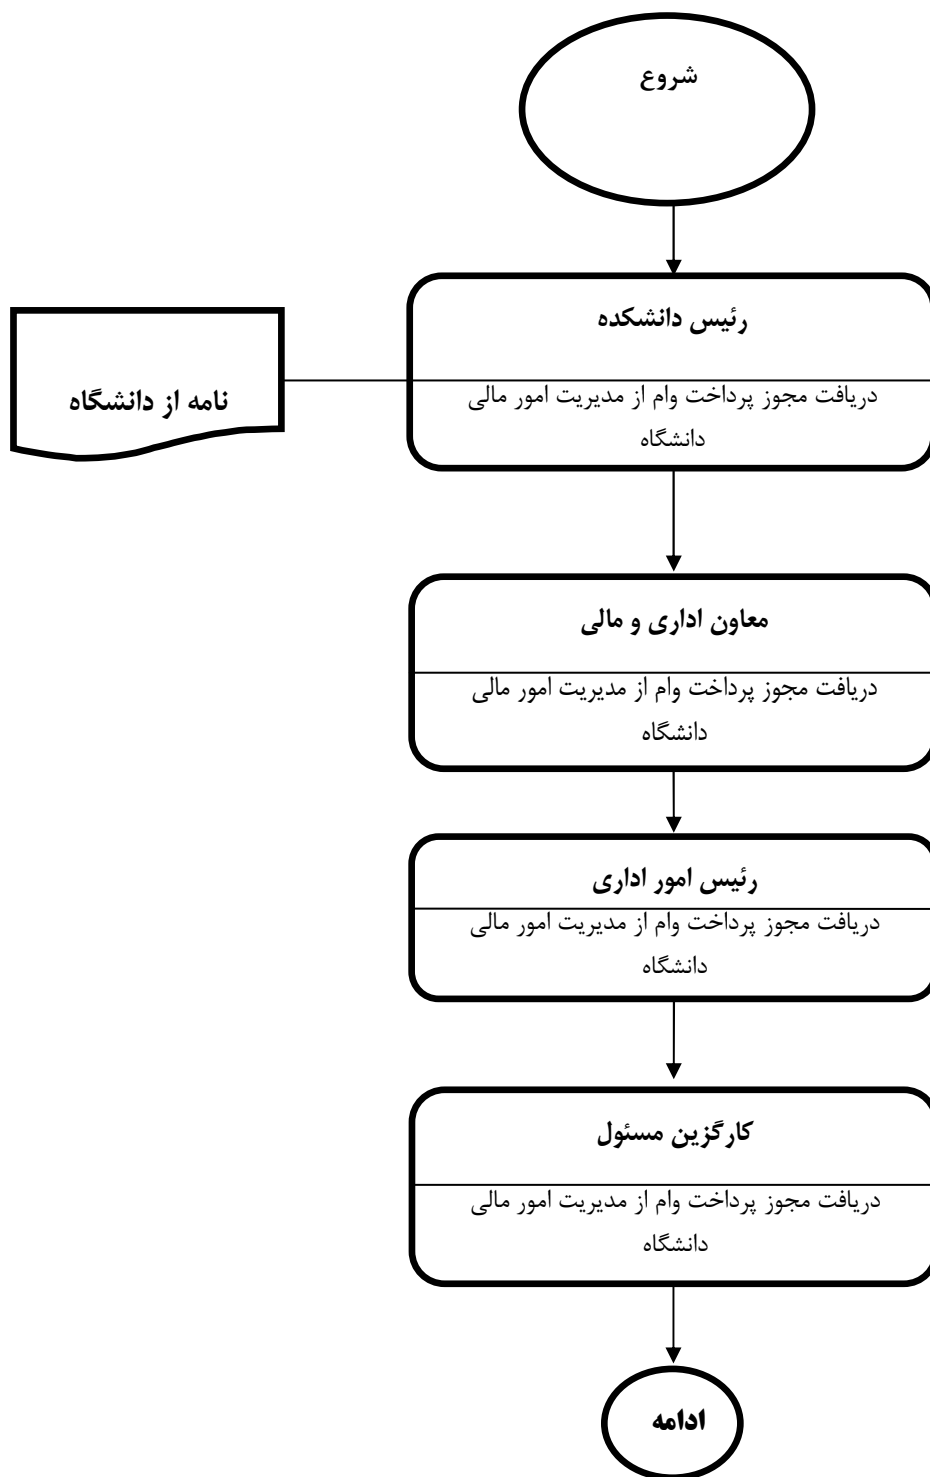 شروع
رئیس دانشکده
نامه از دانشگاه
دریافت مجوز پرداخت وام از مدیریت امور مالی
دانشگاه
معاون اداری و مالی
دریافت مجوز پرداخت وام از مدیریت امور مالی
دانشگاه
رئیس امور اداری
دریافت مجوز پرداخت وام از مدیریت امور مالی
دانشگاه
کارگزین مسئول
دریافت مجوز پرداخت وام از مدیریت امور مالی
دانشگاه
ادامه